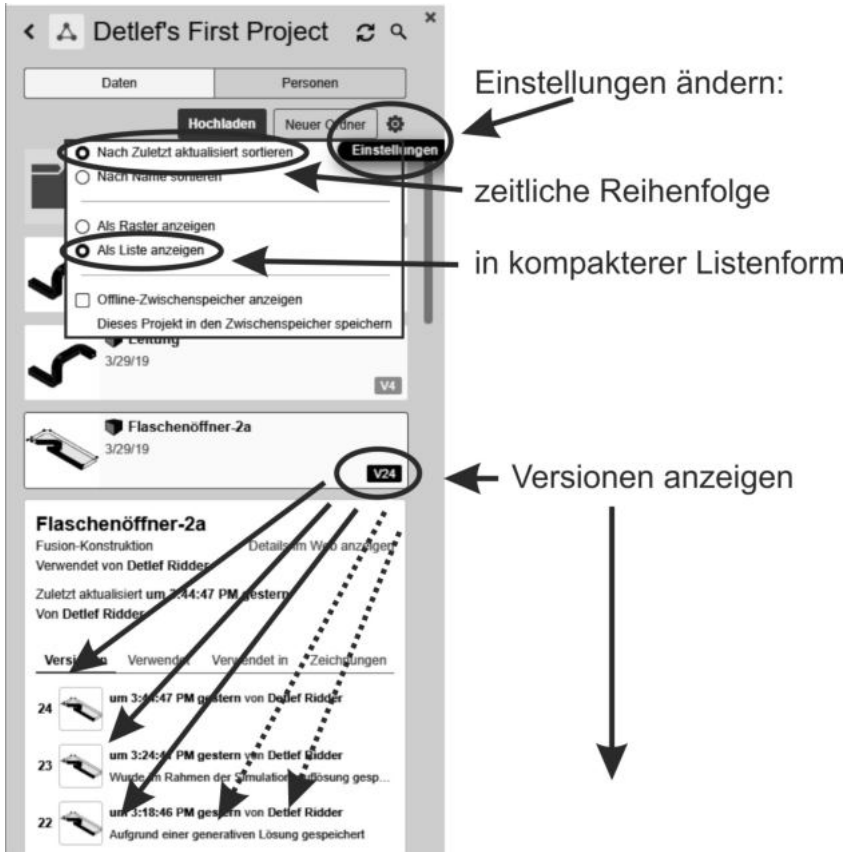 Detlef's First Project
Daten Personen
Einstellungen ändern:
Hochladen Neuer Ordner
Nach Zuletzt aktualisiert sortieren Einstellungen
Nach Name sortieren
zeitliche Reihenfolge
Als Raster anzeigen
Als Liste anzeigen
in kompakterer Listenform
Offline-Zwischenspeicher anzeigen
Dieses Projekt in den Zwischenspeicher speichern
Leitung
3/29/19
V4
Flaschenöffner-2a
3/29/19
V24
Versionen anzeigen
Flaschenöffner-2a
Fusion-Konstruktion Details im Web anzeigen
Verwendet von Detlef Ridder
Zuletzt aktualisiert um 3:44:47 PM gestern
Von Detlef Ridder
Versionen Verwendet Verwendet in Zeichnungen
24 um 3:44:47 PM gestern von Detlef Ridder
23 um 3:24:47 PM gestern von Detlef Ridder
Wurde im Rahmen der Simulationsauflösung gesp...
22 um 3:18:46 PM gestern von Detlef Ridder
Aufgrund einer generativen Lösung gespeichert